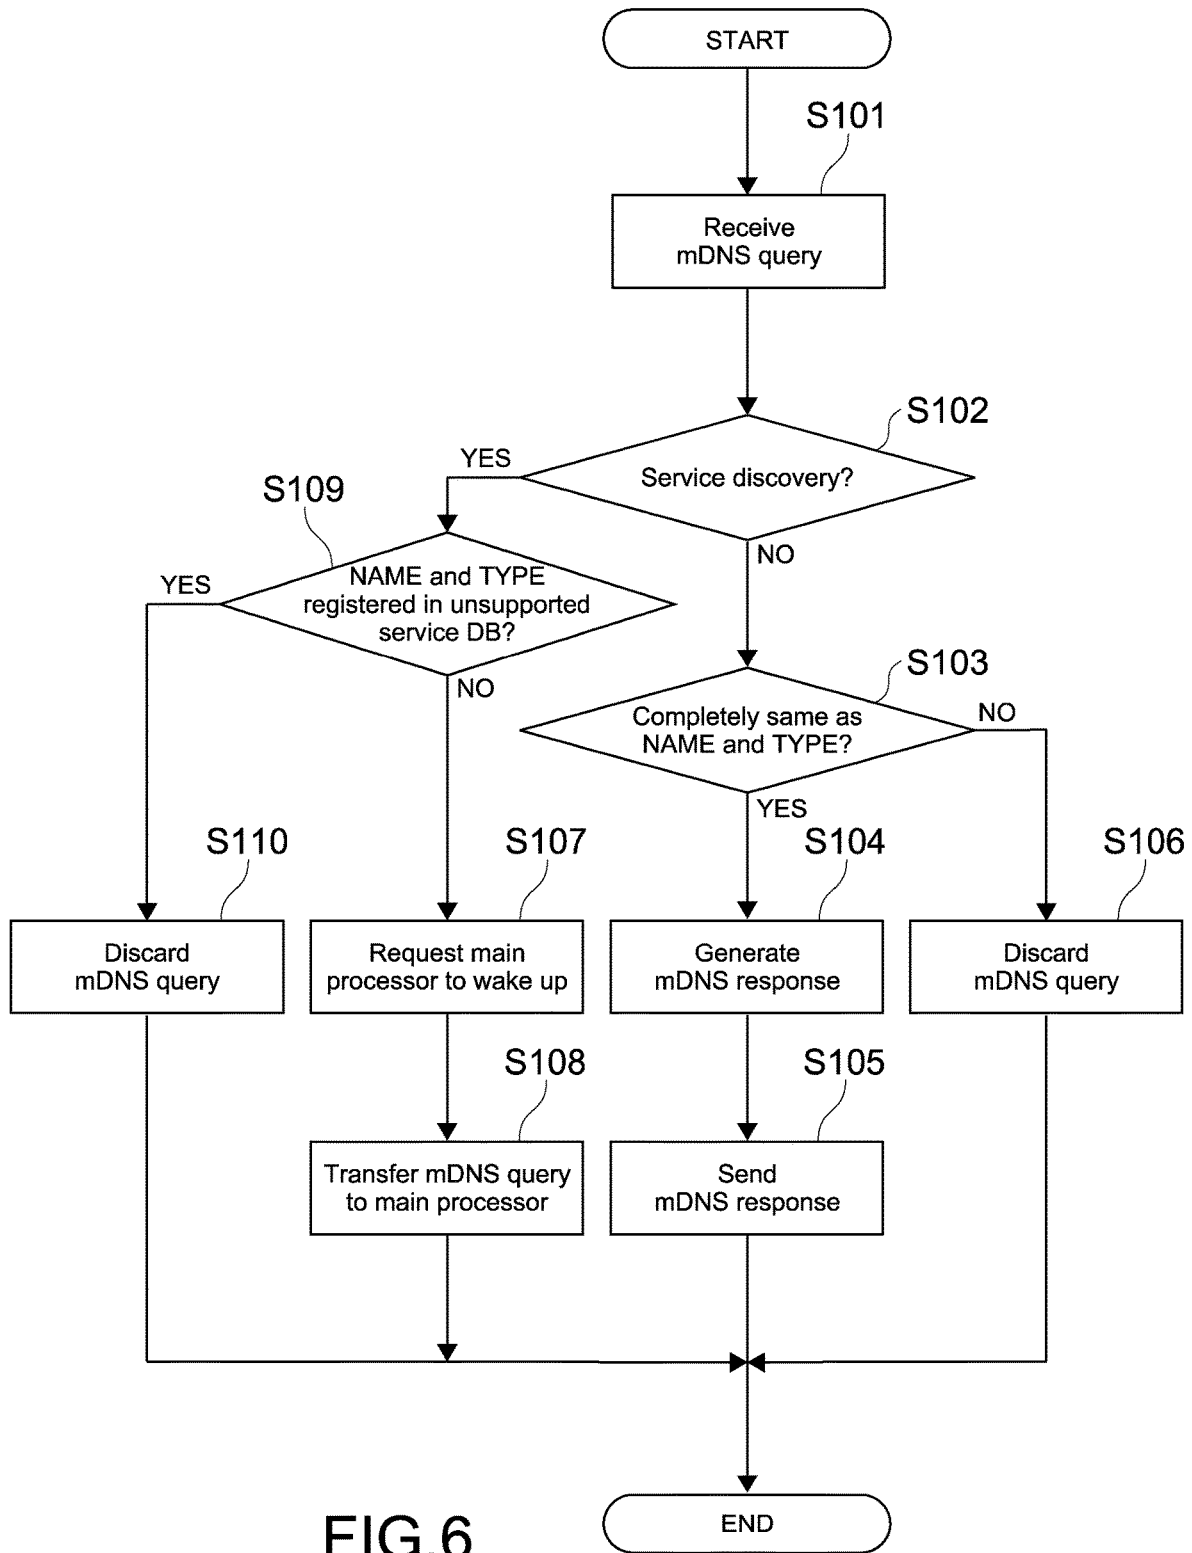 START
S101
Receive
mDNS query
S102
Service discovery?
YES
NO
S109
NAME and TYPE
registered in unsupported
service DB?
YES
NO
S103
Completely same as
NAME and TYPE?
NO
YES
S110
Discard
mDNS query
S107
Request main
processor to wake up
S104
Generate
mDNS response
S106
Discard
mDNS query
S108
Transfer mDNS query
to main processor
S105
Send
mDNS response
END
FIG.6